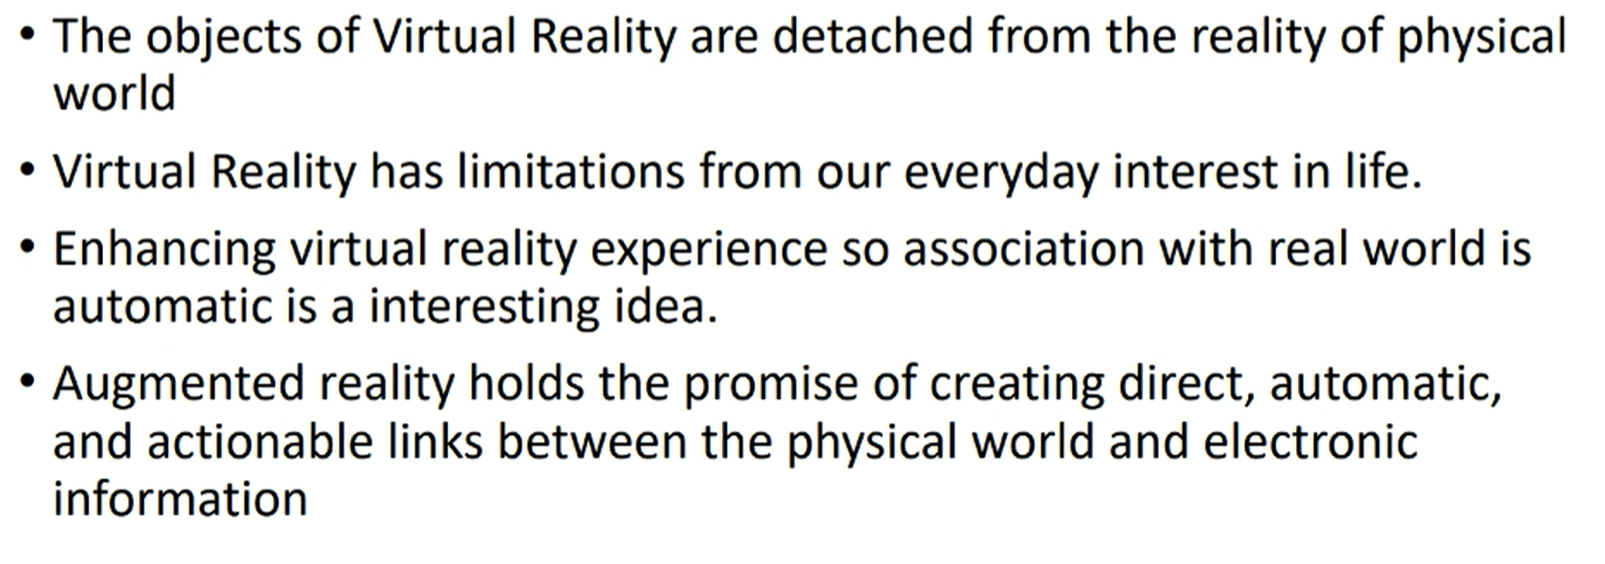 • The objects of Virtual Reality are detached from the reality of physical
world
• Virtual Reality has limitations from our everyday interest in life.
• Enhancing virtual reality experience so association with real world is
automatic is a interesting idea.
• Augmented reality holds the promise of creating direct, automatic,
and actionable links between the physical world and electronic
information